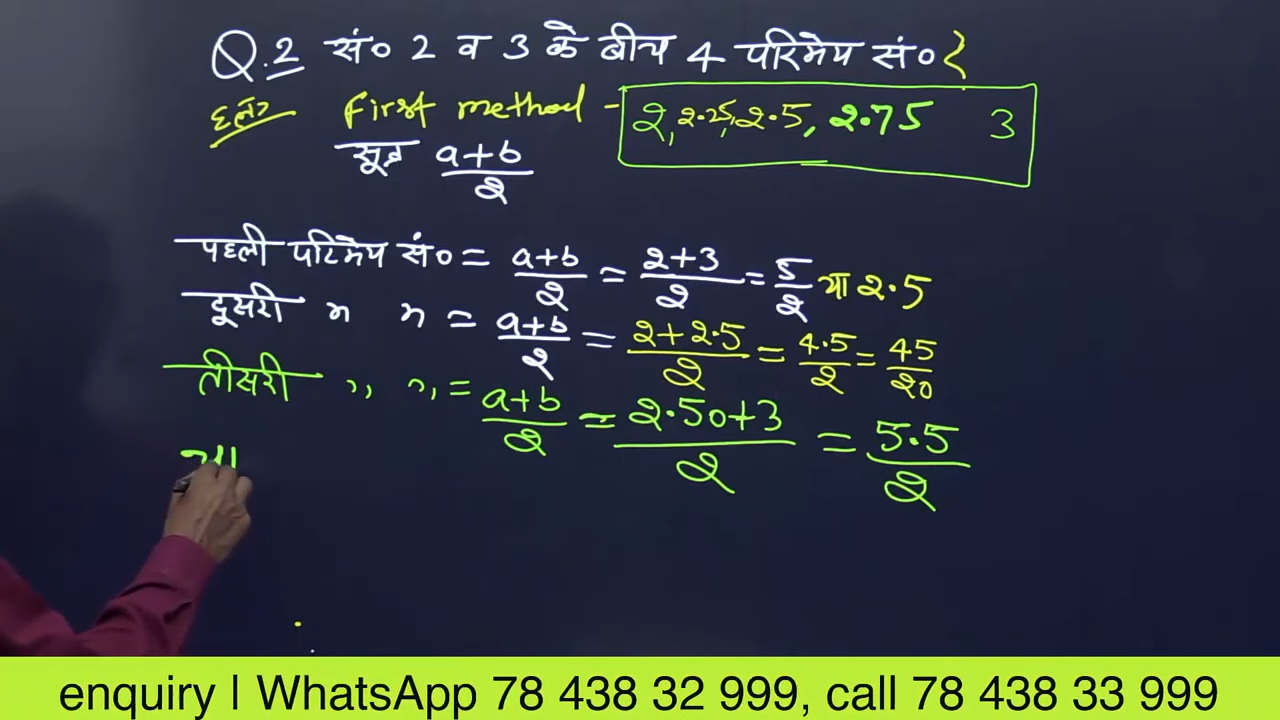 Q.2 सं० 2 व 3 के बीच 4 परिमेय सं० {
हल> First method - 2, 2.25, 2.5, 2.75 3
सूत्र a+b/2
पहली परिमेय सं० = a+b/2 = 2+3/2 = 5/2 या 2.5
दूसरी " " = a+b/2 = 2+2.5/2 = 4.5/2 = 45/20
तीसरी " " = a+b/2 = 2.50+3/2 = 5.5/2
enquiry | WhatsApp 78 438 32 999, call 78 438 33 999